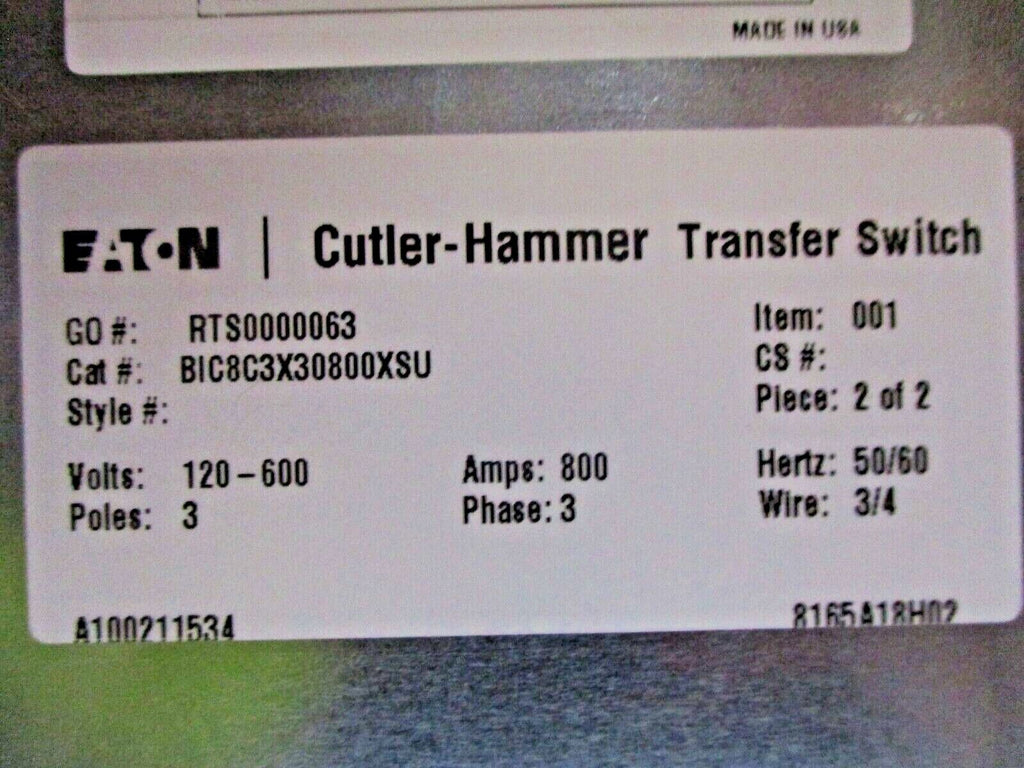 MADE IN USA
EATON | Cutler-Hammer Transfer Switch
GO #: RTS0000063 Item: 001
Cat #: BIC8C3X30800XSU CS #:
Style #: Piece: 2 of 2
Volts: 120-600 Amps: 800 Hertz: 50/60
Poles: 3 Phase: 3 Wire: 3/4
A100211534 8165A18H02